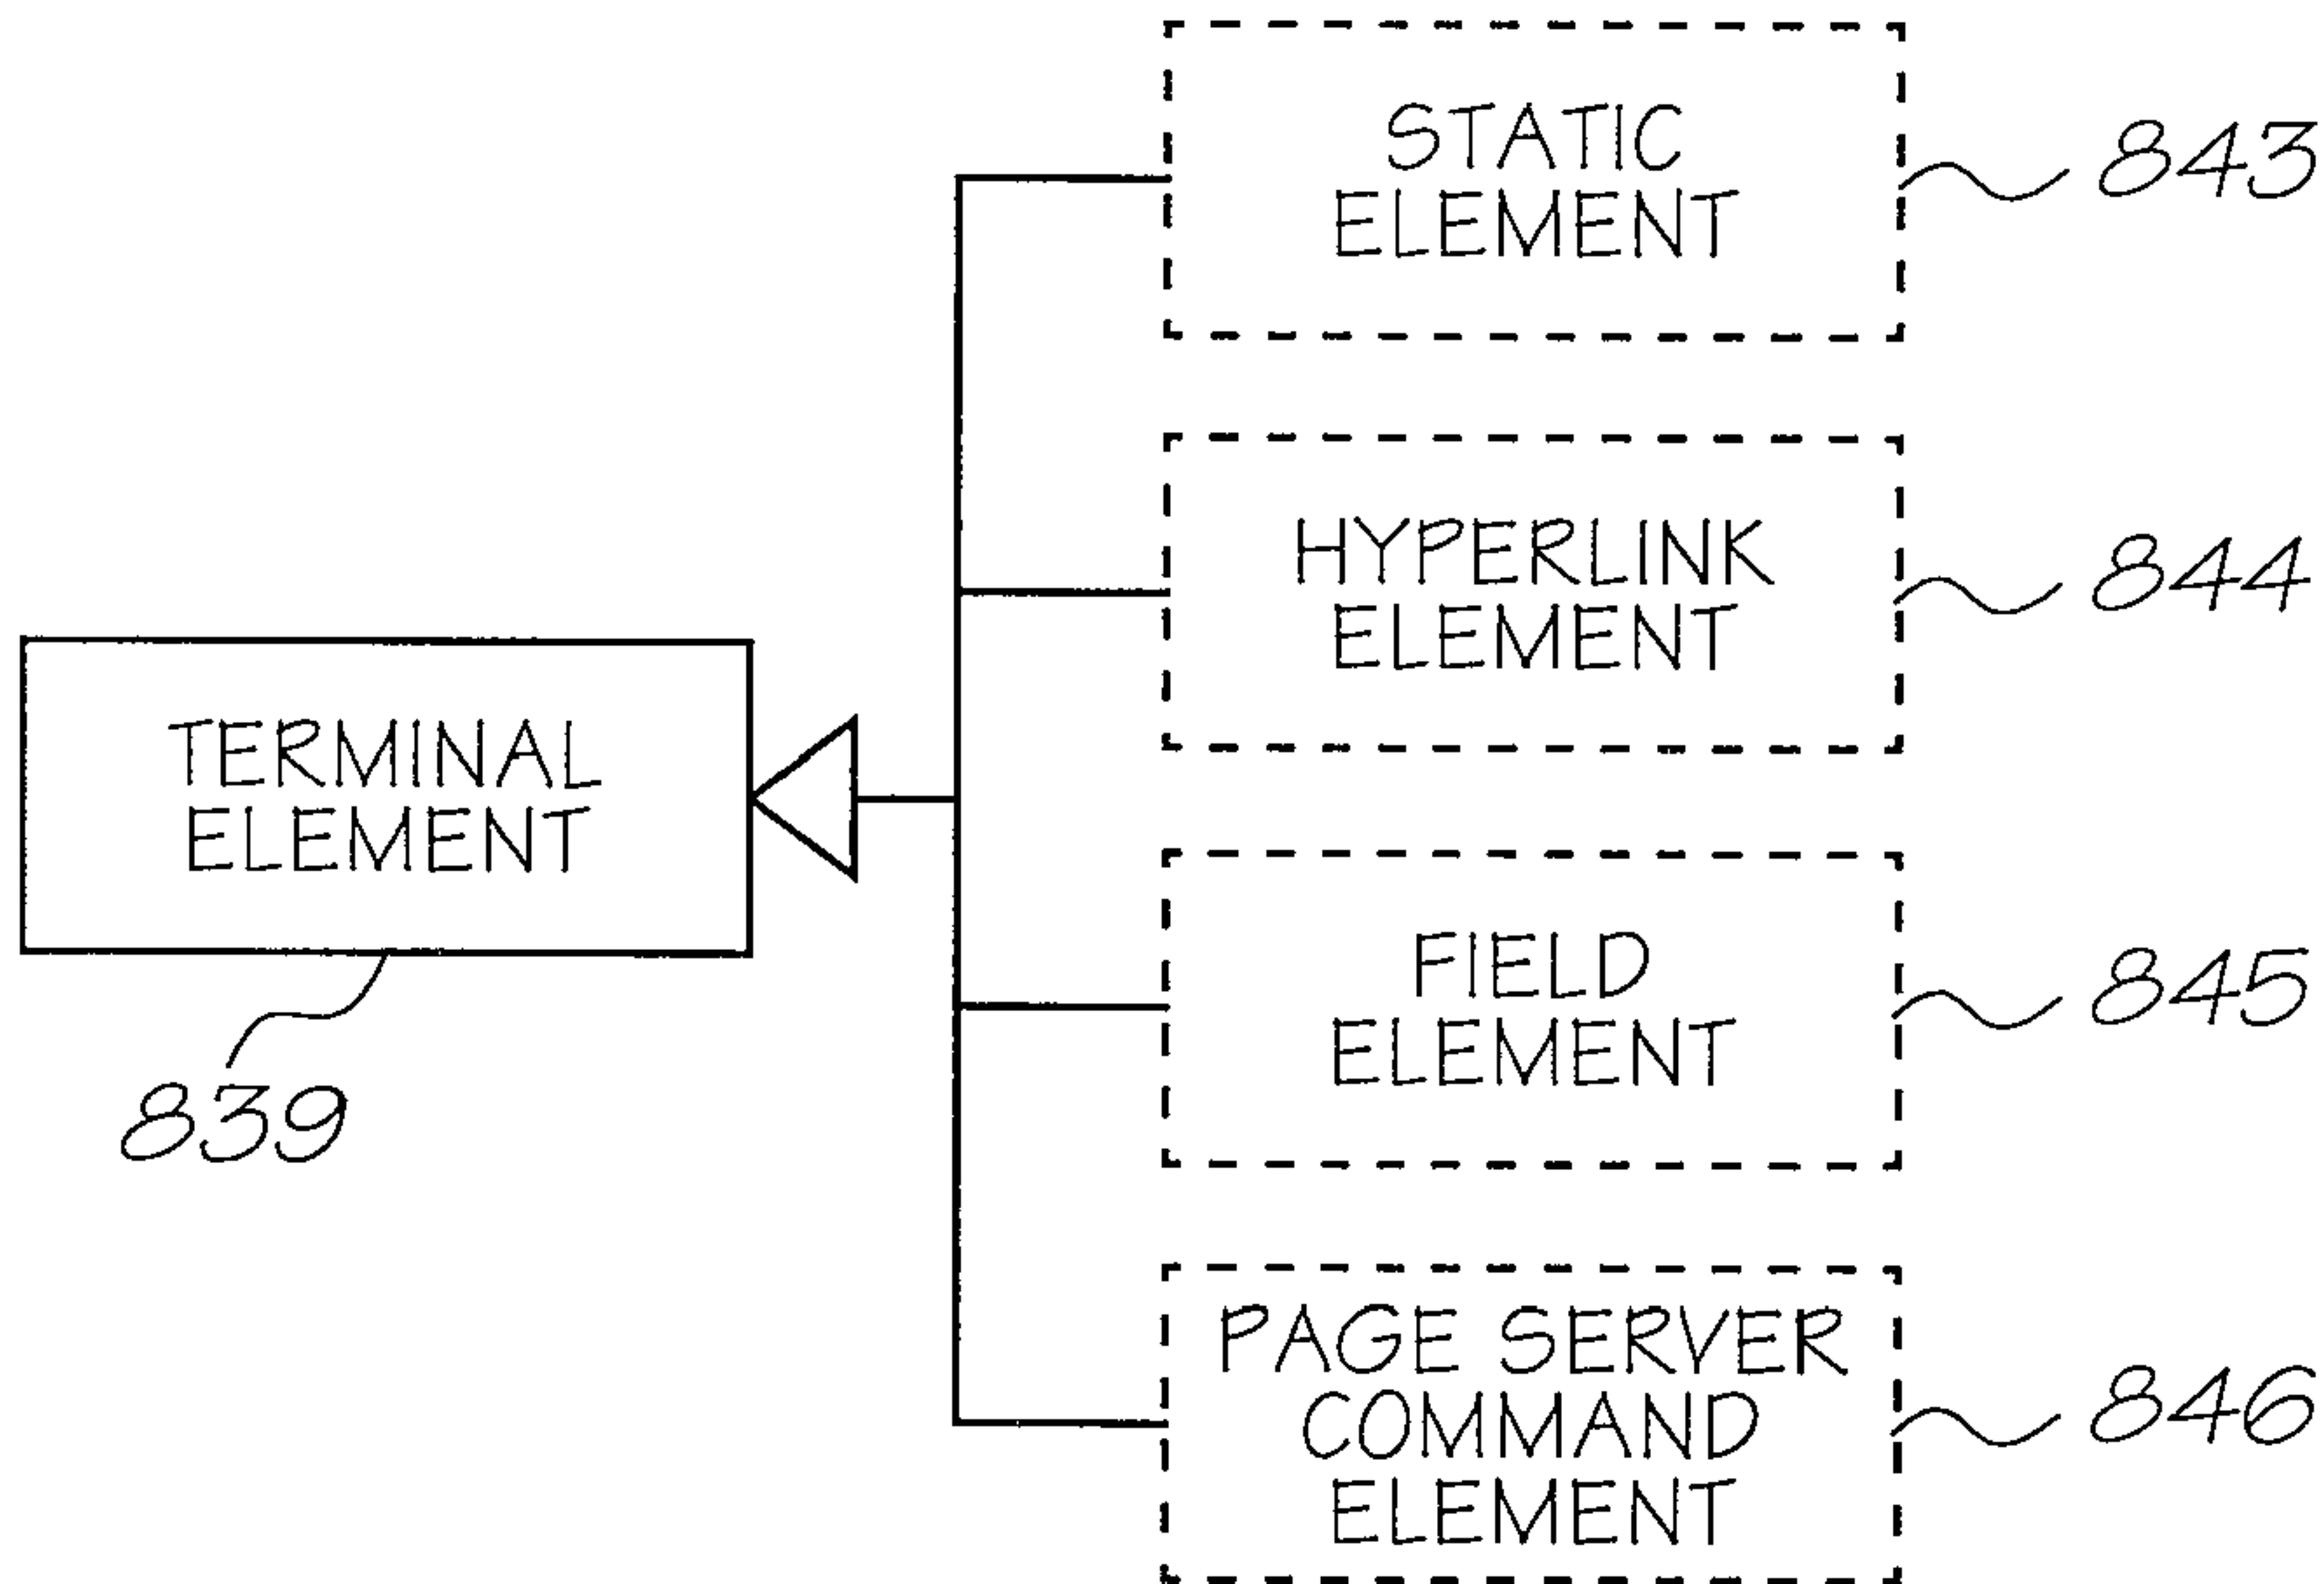 STATIC
ELEMENT
843
HYPERLINK
ELEMENT
844
TERMINAL
ELEMENT
839
FIELD
ELEMENT
845
PAGE SERVER
COMMAND
ELEMENT
846